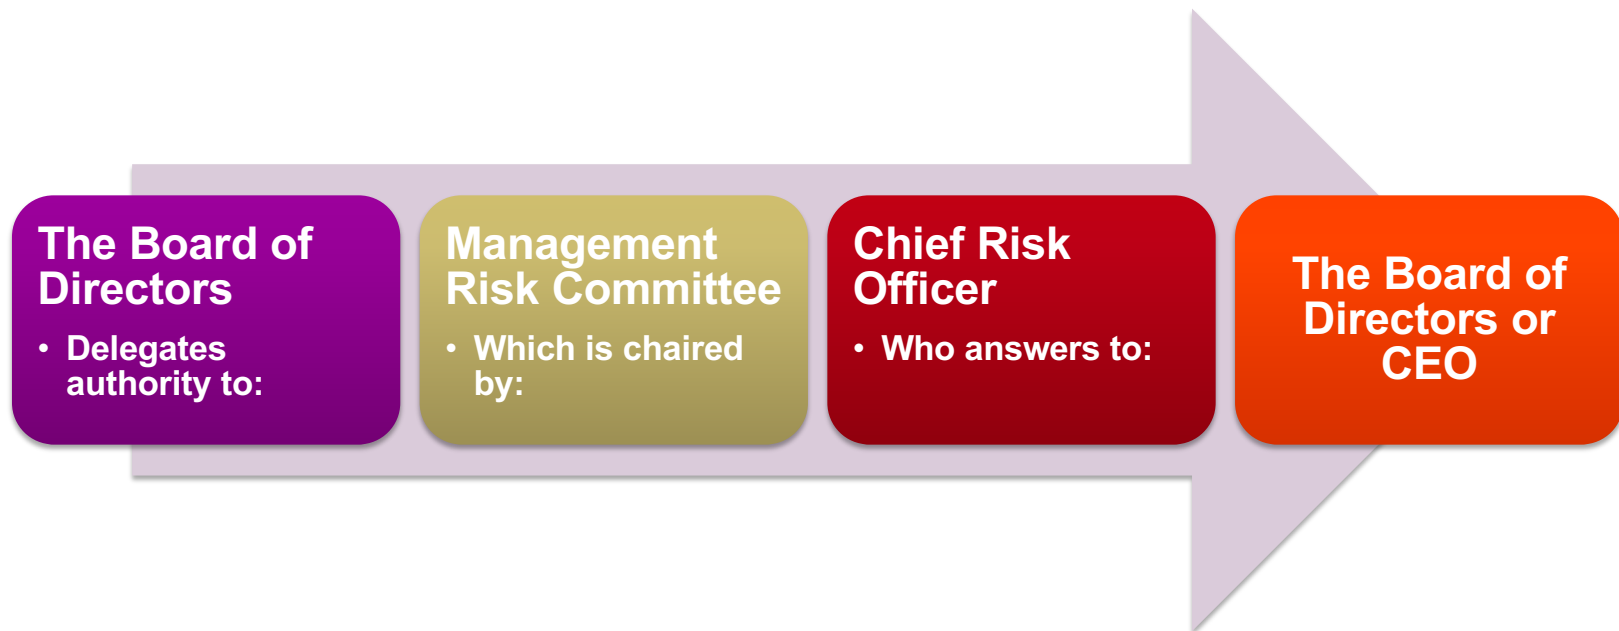 The Board of
Directors
• Delegates
authority to:
Management
Risk Committee
• Which is chaired
by:
Chief Risk
Officer
• Who answers to:
The Board of
Directors or
CEO